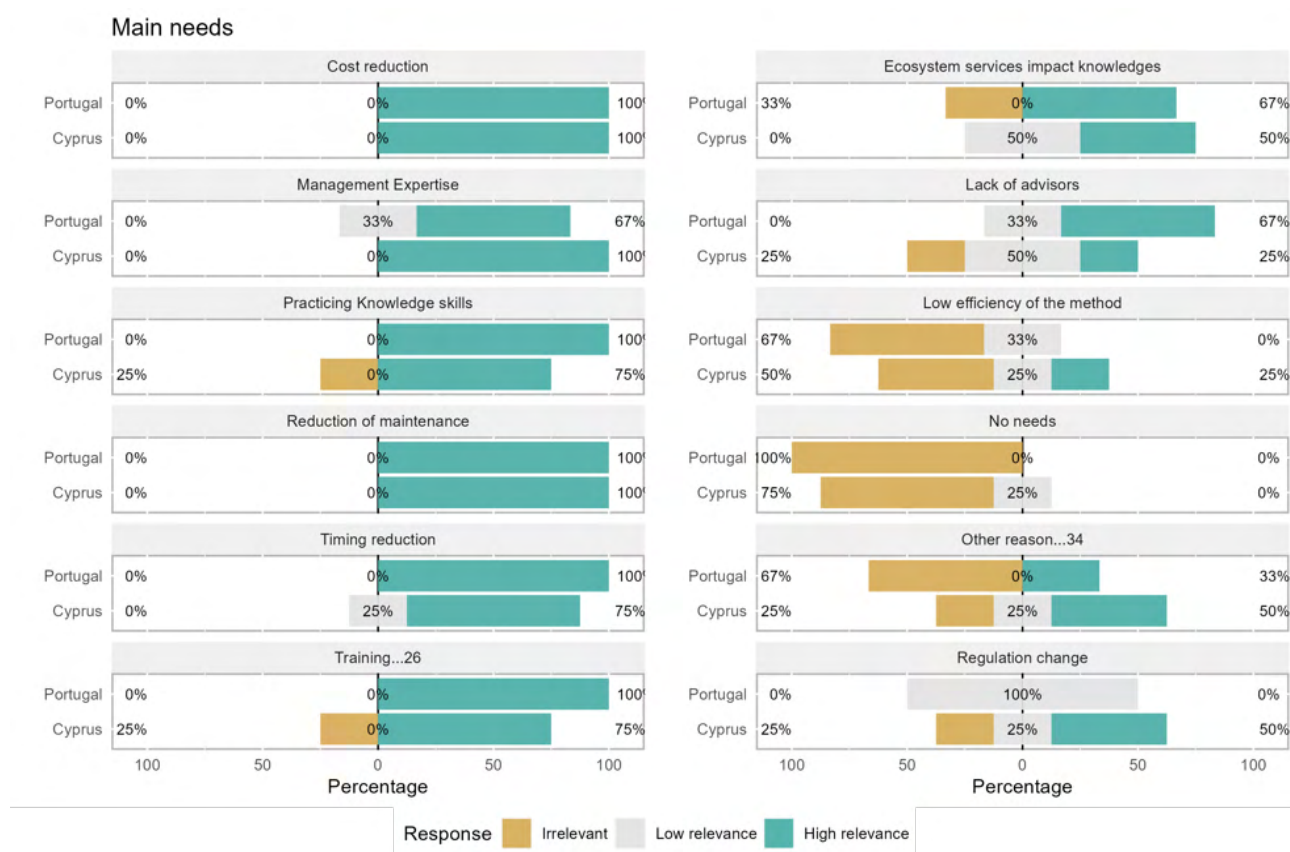 Main needs
Cost reduction
Portugal 0% 0% 100%
Cyprus 0% 0% 100%
Management Expertise
Portugal 0% 33% 67%
Cyprus 0% 0% 100%
Practicing Knowledge skills
Portugal 0% 0% 100%
Cyprus 25% 0% 75%
Reduction of maintenance
Portugal 0% 0% 100%
Cyprus 0% 0% 100%
Timing reduction
Portugal 0% 0% 100%
Cyprus 0% 25% 75%
Training...26
Portugal 0% 0% 100%
Cyprus 25% 0% 75%
100 50 0 50 100
Percentage
Ecosystem services impact knowledges
Portugal 33% 0% 67%
Cyprus 0% 50% 50%
Lack of advisors
Portugal 0% 33% 67%
Cyprus 25% 50% 25%
Low efficiency of the method
Portugal 67% 33% 0%
Cyprus 50% 25% 25%
No needs
Portugal 100% 0% 0%
Cyprus 75% 25% 0%
Other reason...34
Portugal 67% 0% 33%
Cyprus 25% 25% 50%
Regulation change
Portugal 0% 100% 0%
Cyprus 25% 25% 50%
100 50 0 50 100
Percentage
Response Irrelevant Low relevance High relevance